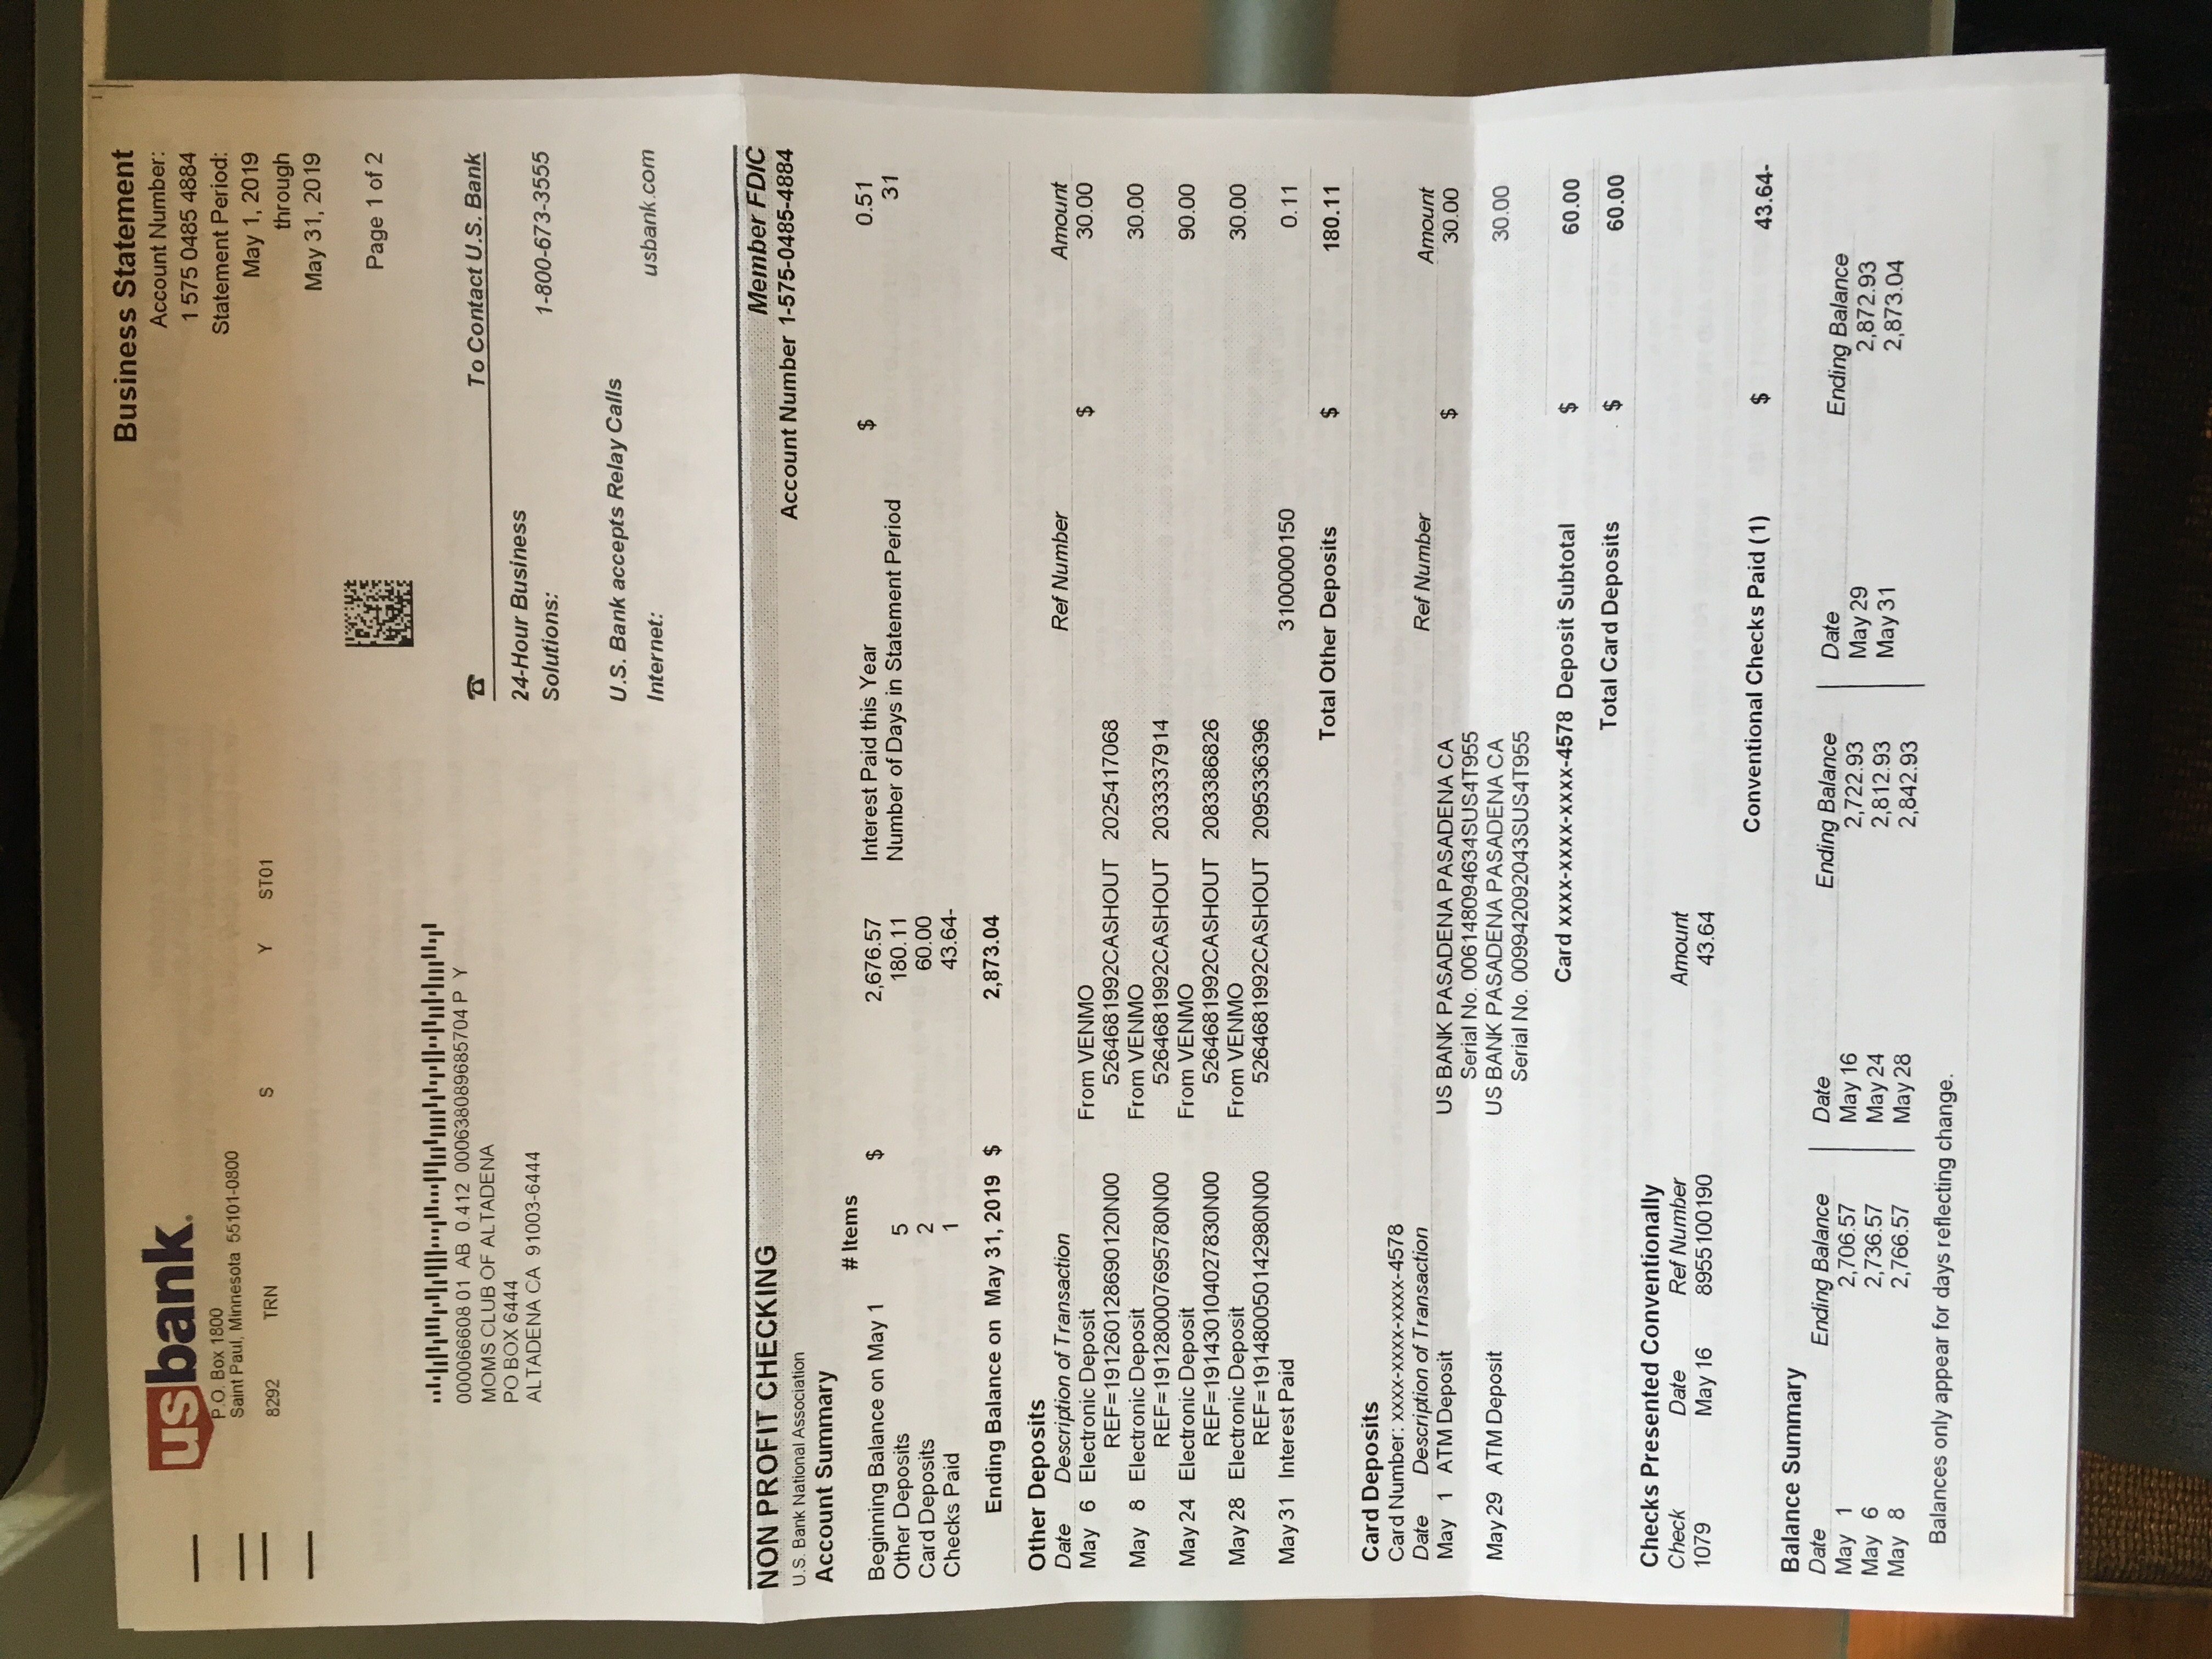 usbank.
P.O. Box 1800
Saint Paul, Minnesota 55101-0800
8292 TRN S Y ST01
Business Statement
Account Number:
1 575 0485 4884
Statement Period:
May 1, 2019
through
May 31, 2019
Page 1 of 2
000066608 01 AB 0.412 000638089685704 P Y
MOMS CLUB OF ALTADENA
PO BOX 6444
ALTADENA CA 91003-6444
To Contact U.S. Bank
24-Hour Business
Solutions: 1-800-673-3555
U.S. Bank accepts Relay Calls
Internet: usbank.com
NON PROFIT CHECKING Member FDIC
U.S. Bank National Association Account Number 1-575-0485-4884
Account Summary
# Items
Beginning Balance on May 1 $ 2,676.57 Interest Paid this Year $ 0.51
Other Deposits 5 180.11 Number of Days in Statement Period 31
Card Deposits 2 60.00
Checks Paid 1 43.64-
Ending Balance on May 31, 2019 $ 2,873.04
Other Deposits
Date Description of Transaction Ref Number Amount
May 6 Electronic Deposit From VENMO $ 30.00
REF=191260128690120N00 5264681992CASHOUT 2025417068
May 8 Electronic Deposit From VENMO 30.00
REF=191280007695780N00 5264681992CASHOUT 2033337914
May 24 Electronic Deposit From VENMO 90.00
REF=191430104027830N00 5264681992CASHOUT 2083386826
May 28 Electronic Deposit From VENMO 30.00
REF=191480050142980N00 5264681992CASHOUT 2095336396
May 31 Interest Paid 3100000150 0.11
Total Other Deposits $ 180.11
Card Deposits
Card Number: xxxx-xxxx-xxxx-4578
Date Description of Transaction Ref Number Amount
May 1 ATM Deposit US BANK PASADENA PASADENA CA $ 30.00
Serial No. 006148094634SUS4T955
May 29 ATM Deposit US BANK PASADENA PASADENA CA 30.00
Serial No. 009942092043SUS4T955
Card xxxx-xxxx-xxxx-4578 Deposit Subtotal $ 60.00
Total Card Deposits $ 60.00
Checks Presented Conventionally
Check Date Ref Number Amount
1079 May 16 8955100190 43.64
Conventional Checks Paid (1) $ 43.64-
Balance Summary
Date Ending Balance Date Ending Balance Date Ending Balance
May 1 2,706.57 May 16 2,722.93 May 29 2,872.93
May 6 2,736.57 May 24 2,812.93 May 31 2,873.04
May 8 2,766.57 May 28 2,842.93
Balances only appear for days reflecting change.